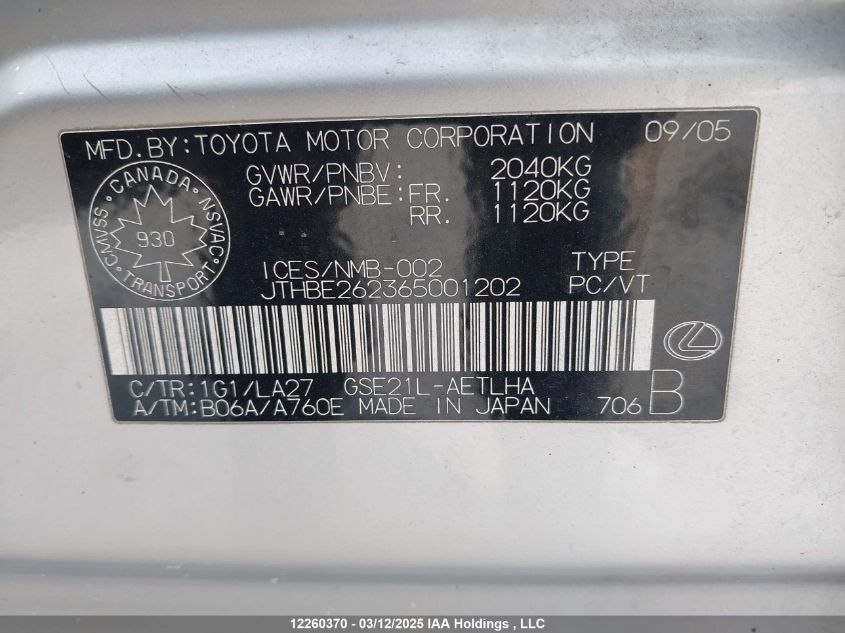 MFD.BY:TOYOTA MOTOR CORPORATION 09/05
GVWR/PNBV: 2040KG
GAWR/PNBE:FR. 1120KG
RR. 1120KG
CANADA
CMVSS NSVAC
930
TRANSPORT
ICES/NMB-002 TYPE
JTHBE262365001202 PC/VT
C/TR:1G1/LA27 GSE21L-AETLHA
A/TM:B06A/A760E MADE IN JAPAN 706 B
12260370 - 03/12/2025 IAA Holdings , LLC